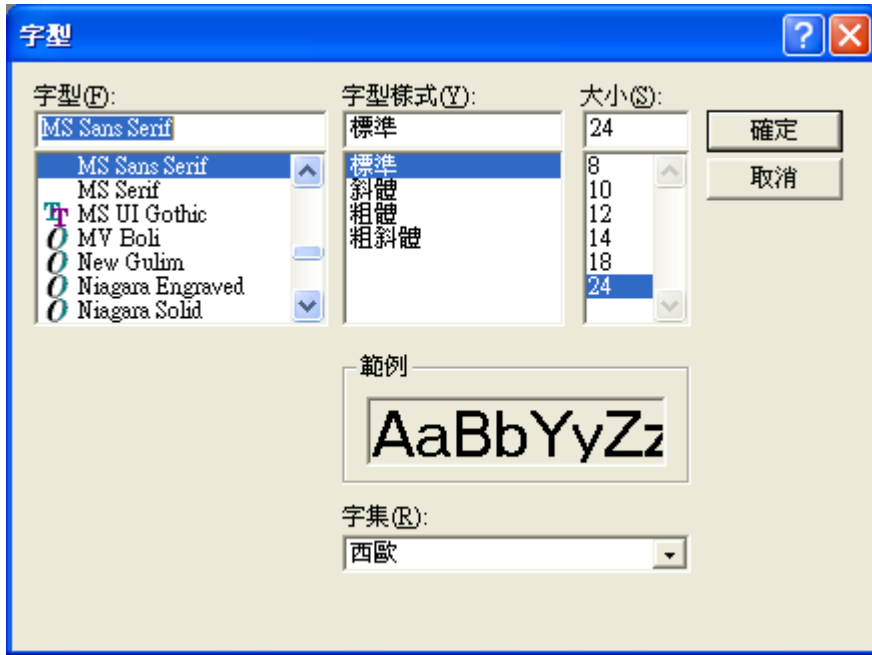 字型
字型(F):
MS Sans Serif
MS Sans Serif
MS Serif
MS UI Gothic
MV Boli
New Gulim
Niagara Engraved
Niagara Solid
字型樣式(Y):
標準
標準
斜體
粗體
粗斜體
大小(S):
24
8
10
12
14
18
24
確定
取消
範例
AaBbYyZz
字集(R):
西歐